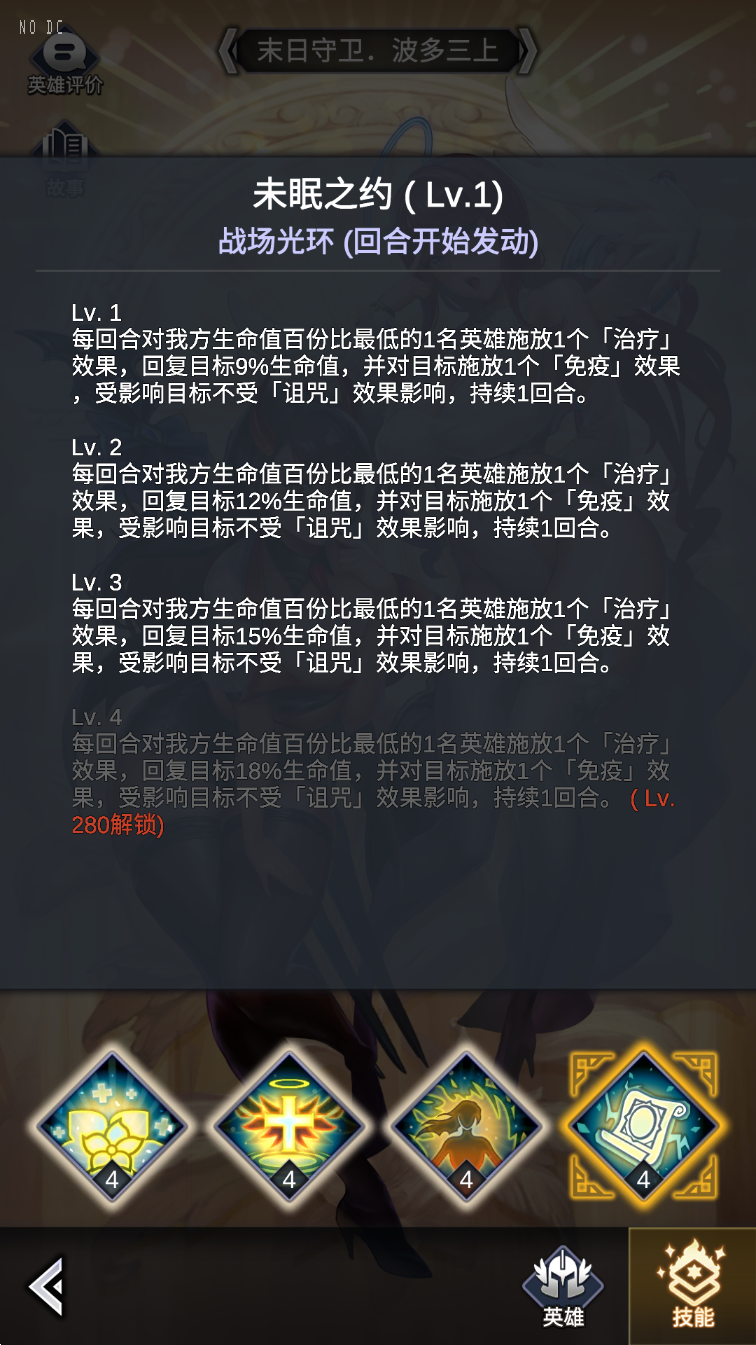 NO DC
末日守卫．波多三上
英雄评价
故事
未眠之约 ( Lv.1)
战场光环 (回合开始发动)
Lv. 1
每回合对我方生命值百份比最低的1名英雄施放1个「治疗」
效果，回复目标9%生命值，并对目标施放1个「免疫」效果
，受影响目标不受「诅咒」效果影响，持续1回合。
Lv. 2
每回合对我方生命值百份比最低的1名英雄施放1个「治疗」
效果，回复目标12%生命值，并对目标施放1个「免疫」效
果，受影响目标不受「诅咒」效果影响，持续1回合。
Lv. 3
每回合对我方生命值百份比最低的1名英雄施放1个「治疗」
效果，回复目标15%生命值，并对目标施放1个「免疫」效
果，受影响目标不受「诅咒」效果影响，持续1回合。
Lv. 4
每回合对我方生命值百份比最低的1名英雄施放1个「治疗」
效果，回复目标18%生命值，并对目标施放1个「免疫」效
果，受影响目标不受「诅咒」效果影响，持续1回合。 ( Lv.
280解锁)
4
4
4
4
英雄
技能